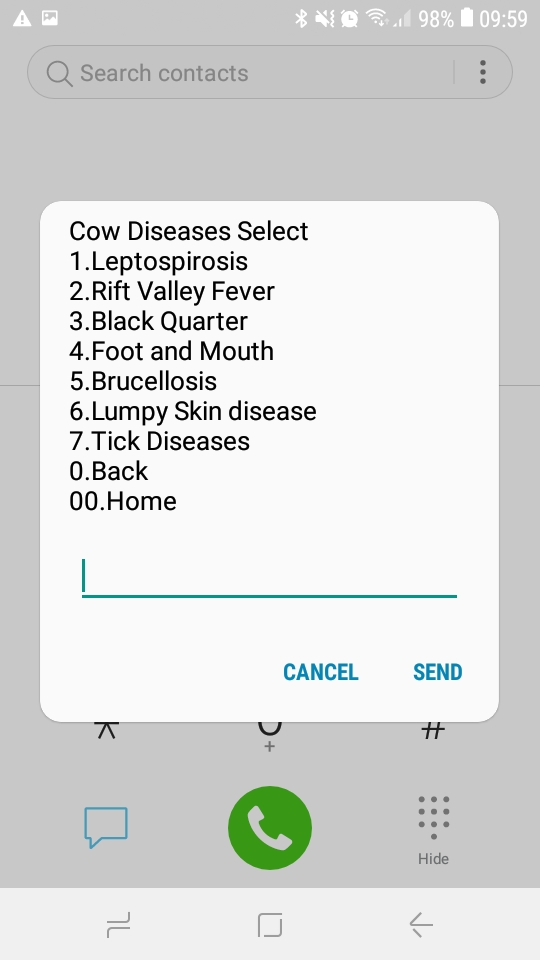 98% 09:59
Search contacts
Cow Diseases Select
1.Leptospirosis
2.Rift Valley Fever
3.Black Quarter
4.Foot and Mouth
5.Brucellosis
6.Lumpy Skin disease
7.Tick Diseases
0.Back
00.Home
CANCEL SEND
* 0 #
+
Hide